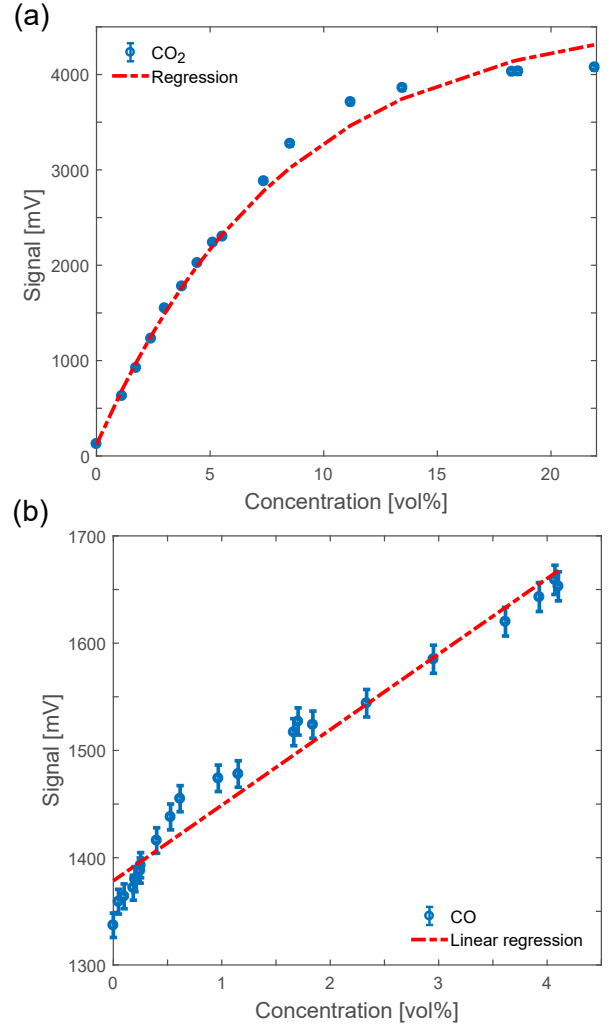 (a)
CO2
Regression
4000
3000
2000
1000
0
Signal [mV]
0 5 10 15 20
Concentration [vol%]
(b)
1700
1600
1500
1400
1300
Signal [mV]
CO
Linear regression
0 1 2 3 4
Concentration [vol%]